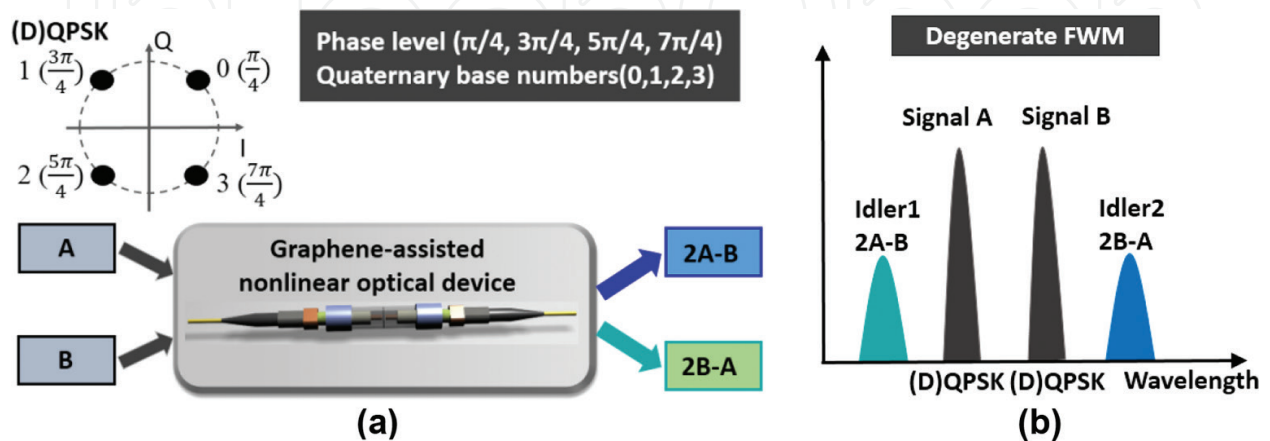 (D)QPSK
Q
1 (3π/4)
0 (π/4)
I
2 (5π/4)
3 (7π/4)
Phase level (π/4, 3π/4, 5π/4, 7π/4)
Quaternary base numbers(0,1,2,3)
A
B
Graphene-assisted
nonlinear optical device
2A-B
2B-A
(a)
Degenerate FWM
Signal A
Signal B
Idler1
2A-B
Idler2
2B-A
(D)QPSK (D)QPSK Wavelength
(b)